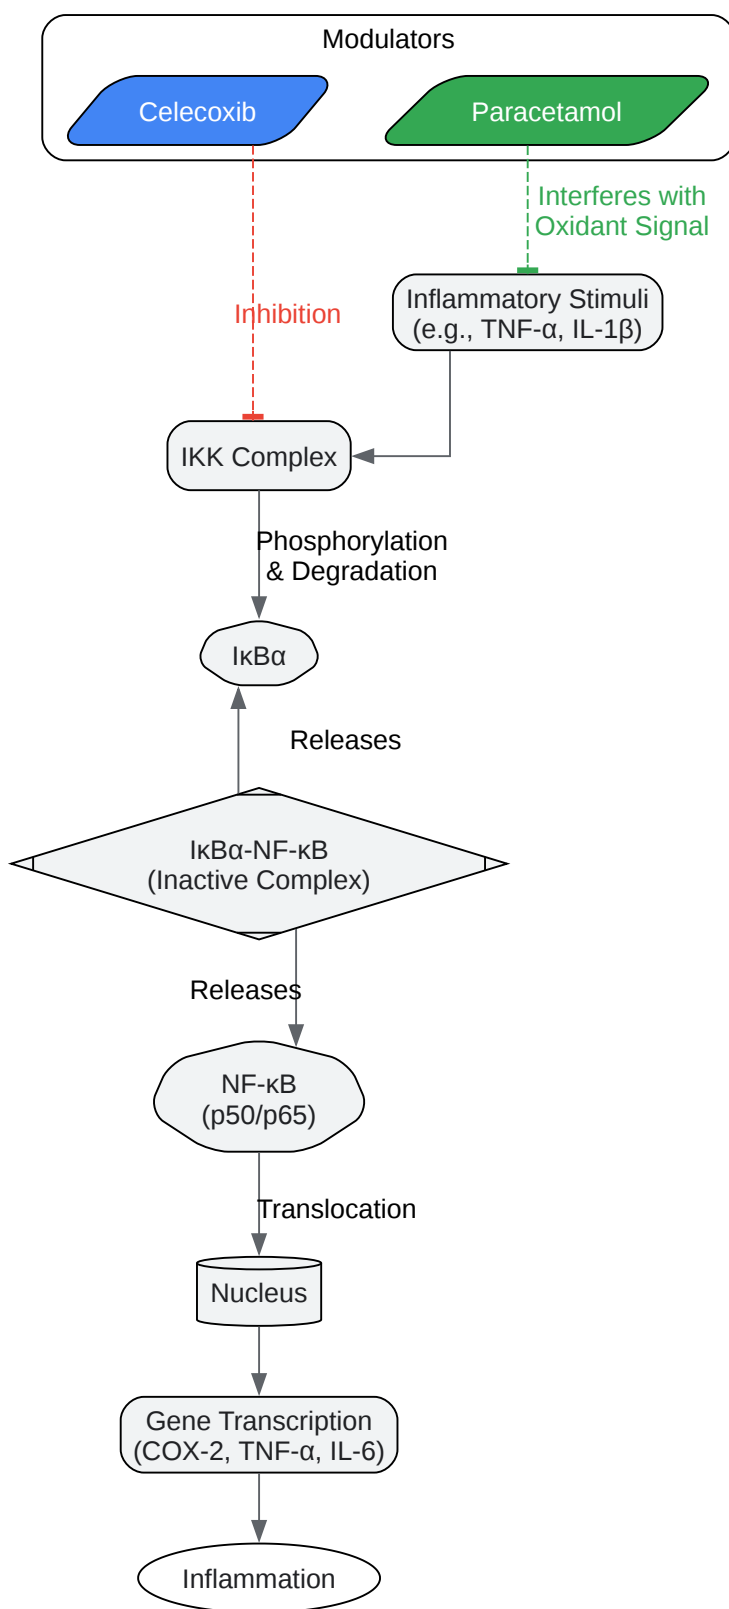 Modulators
Celecoxib
Paracetamol
Interferes with
Oxidant Signal
Inhibition
Inflammatory Stimuli
(e.g., TNF-α, IL-1β)
IKK Complex
Phosphorylation
& Degradation
IκBα
Releases
IκBα-NF-κB
(Inactive Complex)
Releases
NF-κB
(p50/p65)
Translocation
Nucleus
Gene Transcription
(COX-2, TNF-α, IL-6)
Inflammation